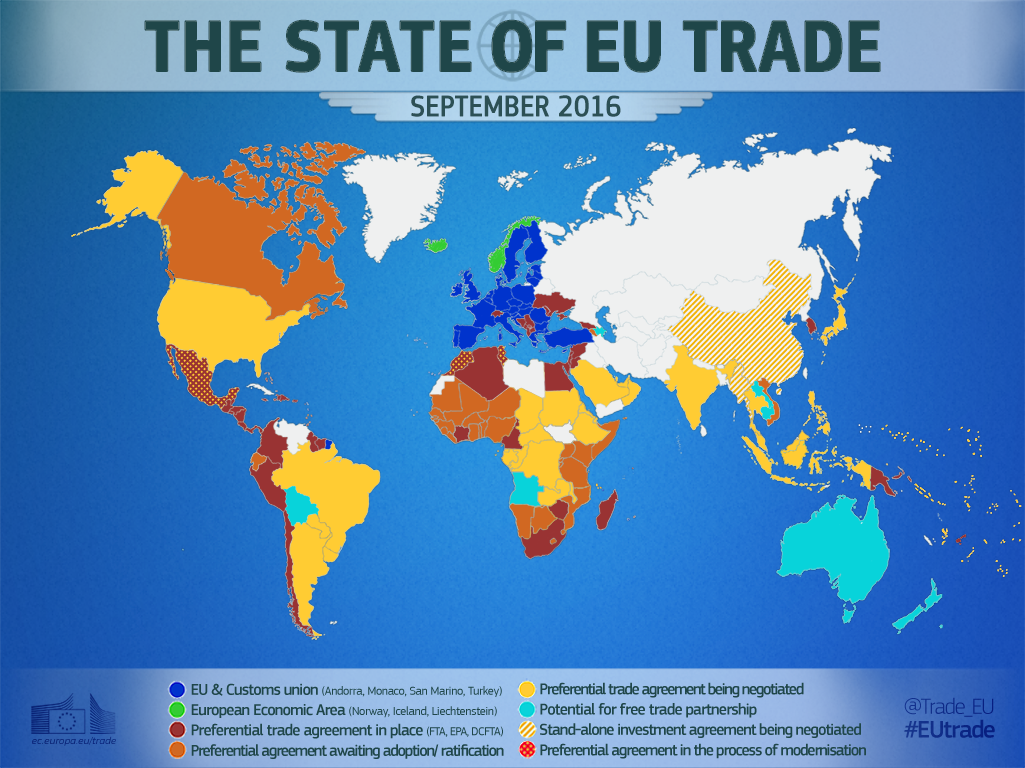 THE STATE OF EU TRADE
SEPTEMBER 2016
EU & Customs union (Andorra, Monaco, San Marino, Turkey)
European Economic Area (Norway, Iceland, Liechtenstein)
Preferential trade agreement in place (FTA, EPA, DCFTA)
Preferential agreement awaiting adoption/ ratification
Preferential trade agreement being negotiated
Potential for free trade partnership
Stand-alone investment agreement being negotiated
Preferential agreement in the process of modernisation
ec.europa.eu/trade
@Trade_EU
#EUtrade